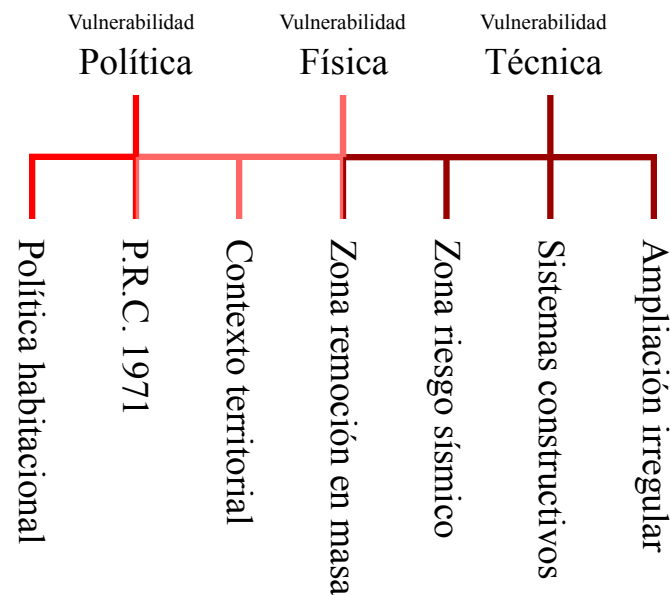 Vulnerabilidad
Política
Vulnerabilidad
Física
Vulnerabilidad
Técnica
Política habitacional
P.R.C. 1971
Contexto territorial
Zona remoción en masa
Zona riesgo sísmico
Sistemas constructivos
Ampliación irregular